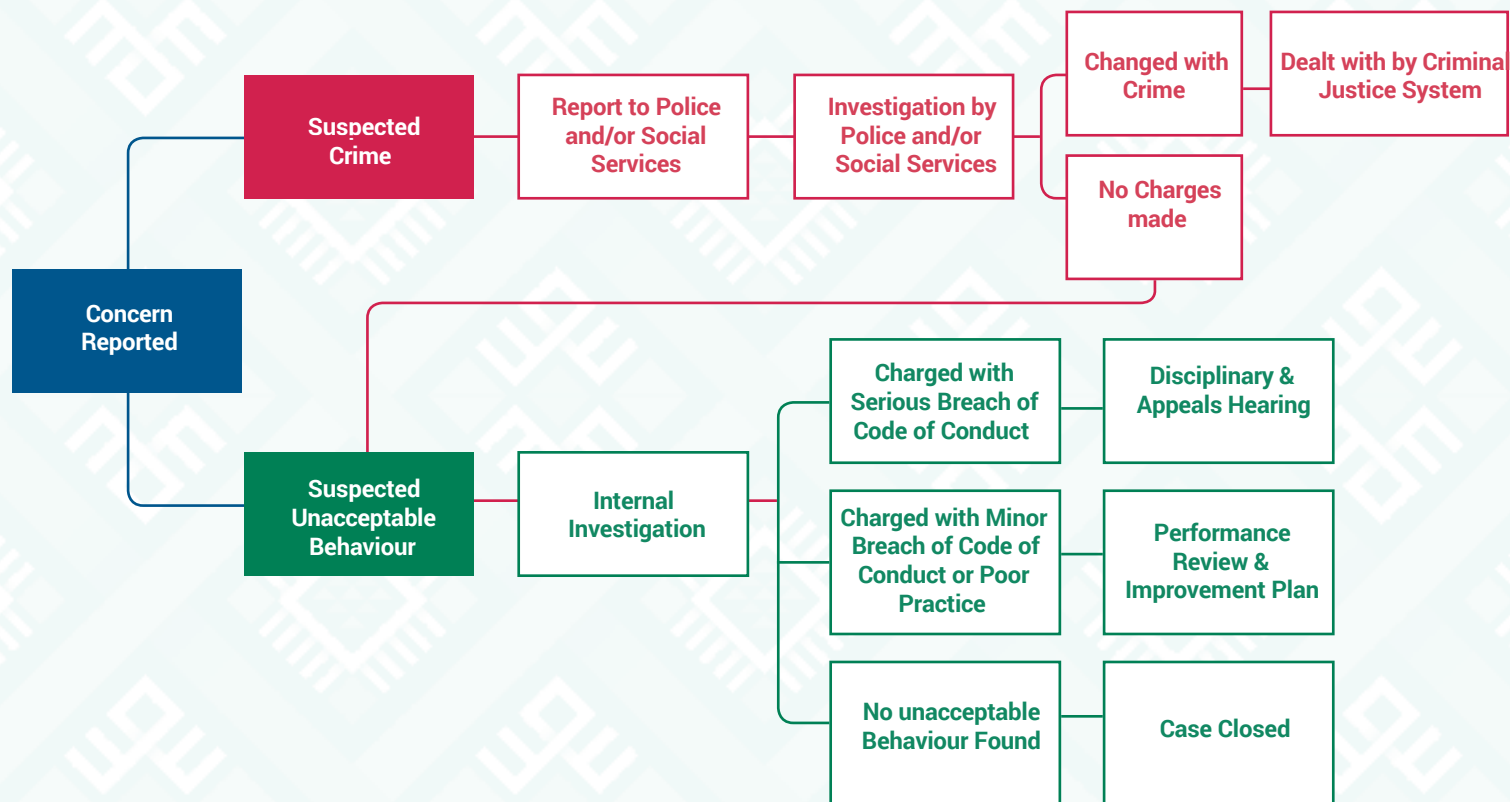 Changed with
Crime
Dealt with by Criminal
Justice System
Suspected
Crime
Report to Police
and/or Social
Services
Investigation by
Police and/or
Social Services
No Charges
made
Concern
Reported
Charged with
Serious Breach of
Code of Conduct
Disciplinary &
Appeals Hearing
Suspected
Unacceptable
Behaviour
Internal
Investigation
Charged with Minor
Breach of Code of
Conduct or Poor
Practice
Performance
Review &
Improvement Plan
No unacceptable
Behaviour Found
Case Closed